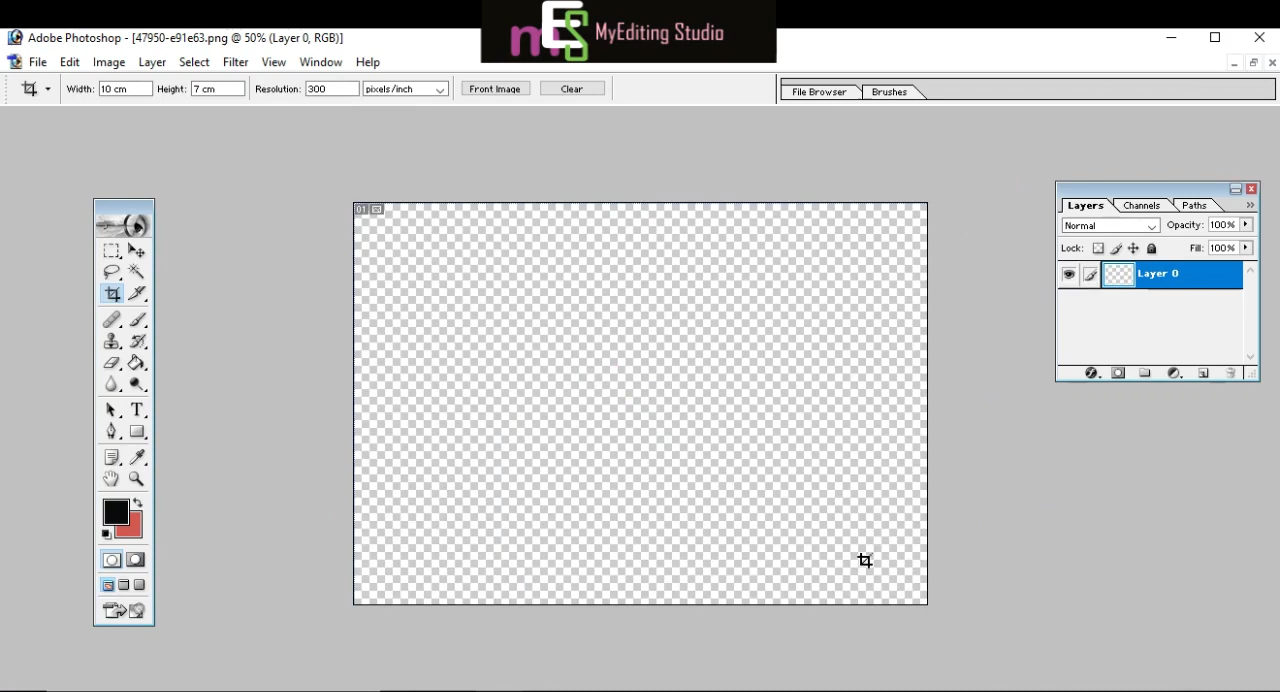 mES MyEditing Studio
Adobe Photoshop - [47950-e91e63.png @ 50% (Layer 0, RGB)]
File Edit Image Layer Select Filter View Window Help
Width: 10 cm Height: 7 cm Resolution: 300 pixels/inch Front Image Clear File Browser Brushes
01
Layers Channels Paths
Normal Opacity: 100%
Lock: Fill: 100%
Layer 0
T